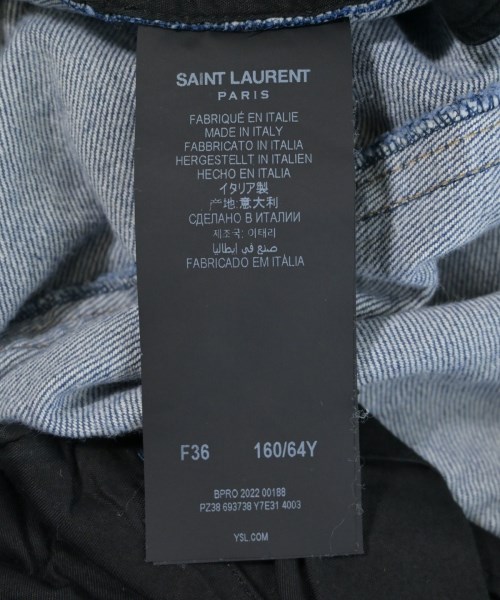 SAINT LAURENT
PARIS
FABRIQUÉ EN ITALIE
MADE IN ITALY
FABBRICATO IN ITALIA
HERGESTELLT IN ITALIEN
HECHO EN ITALIA
イタリア製
产地:意大利
СДЕЛАНО В ИТАЛИИ
제조국: 이태리
صنع في إيطاليا
FABRICADO EM ITÁLIA
F36 160/64Y
BPRO 2022 00188
PZ38 693738 Y7E31 4003
YSL.COM